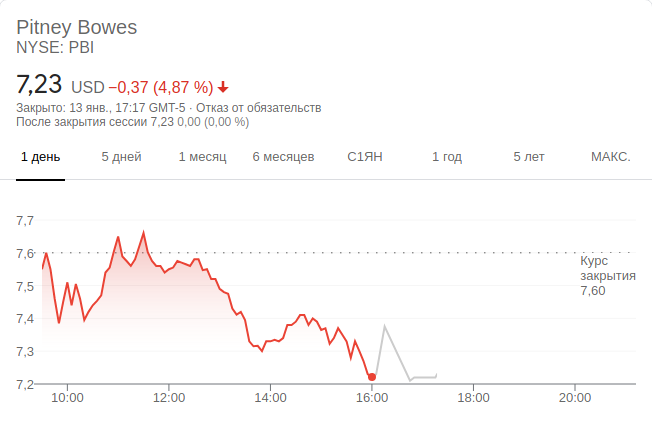 Pitney Bowes
NYSE: PBI
7,23 USD −0,37 (4,87 %)
Закрыто: 13 янв., 17:17 GMT-5 · Отказ от обязательств
После закрытия сессии 7,23 0,00 (0,00 %)
1 день 5 дней 1 месяц 6 месяцев С1ЯН 1 год 5 лет МАКС.
7,7
7,6
Курс
закрытия
7,60
7,5
7,4
7,3
7,2
10:00 12:00 14:00 16:00 18:00 20:00